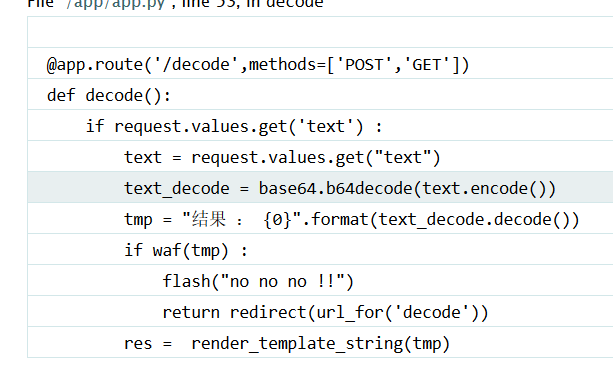 File "/app/app.py", line 53, in decode
@app.route('/decode',methods=['POST','GET'])
def decode():
    if request.values.get('text') :
        text = request.values.get("text")
        text_decode = base64.b64decode(text.encode())
        tmp = "结果 ： {0}".format(text_decode.decode())
        if waf(tmp) :
            flash("no no no !!")
            return redirect(url_for('decode'))
        res =  render_template_string(tmp)